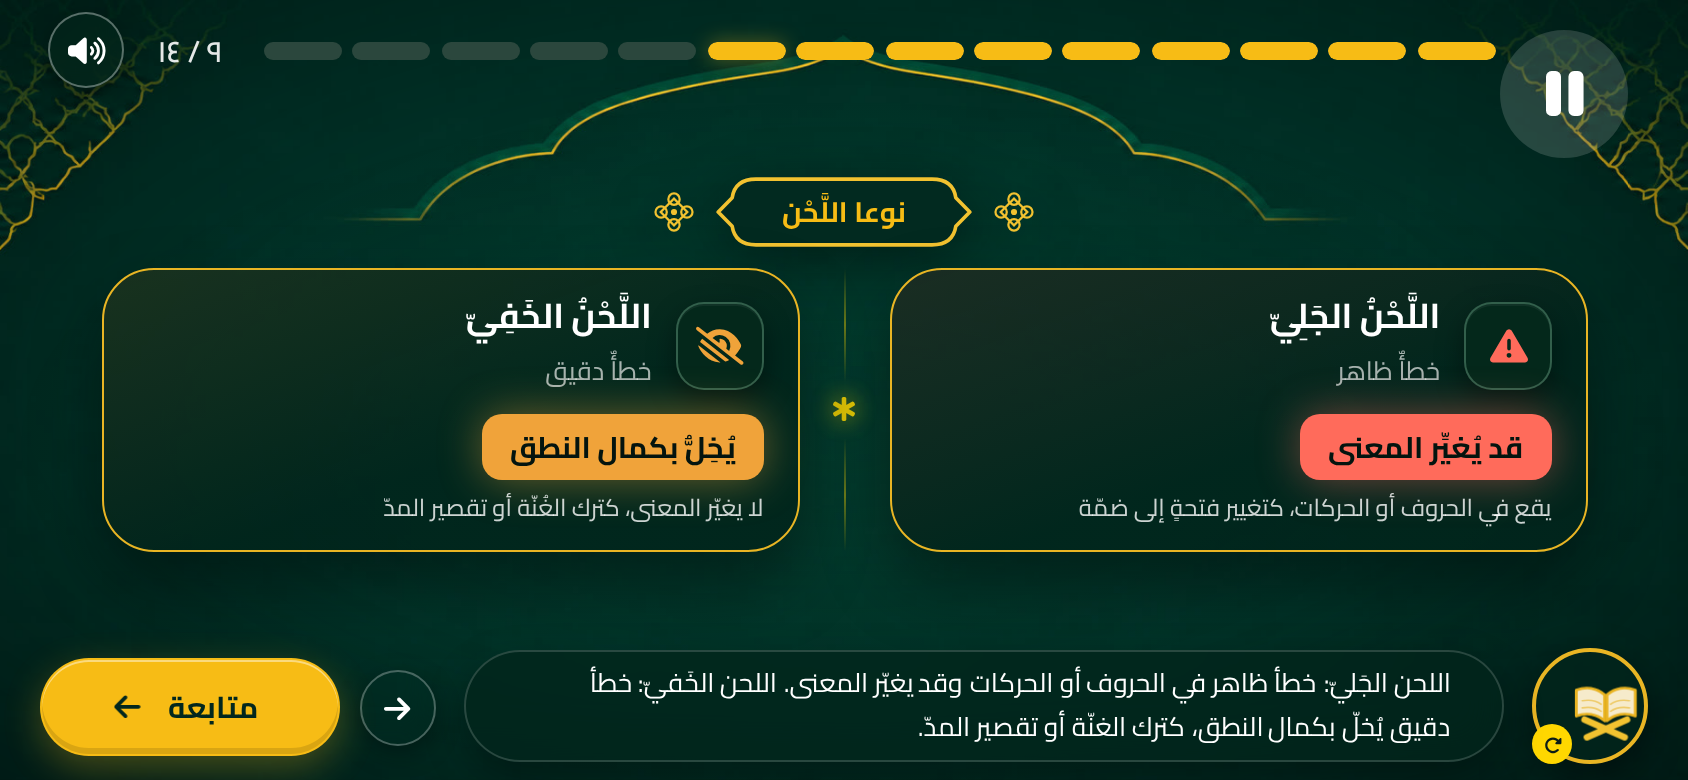 ٩ / ١٤
نوعا اللَّحْن
اللَّحْنُ الجَلِيّ
خطأٌ ظاهر
قد يُغيِّر المعنى
يقع في الحروف أو الحركات، كتغيير فتحةٍ إلى ضمّة
اللَّحْنُ الخَفِيّ
خطأٌ دقيق
يُخِلُّ بكمال النطق
لا يغيّر المعنى، كترك الغُنّة أو تقصير المدّ
اللحن الجَليّ: خطأ ظاهر في الحروف أو الحركات وقد يغيّر المعنى. اللحن الخَفيّ: خطأ
دقيق يُخلّ بكمال النطق، كترك الغنّة أو تقصير المدّ.
متابعة